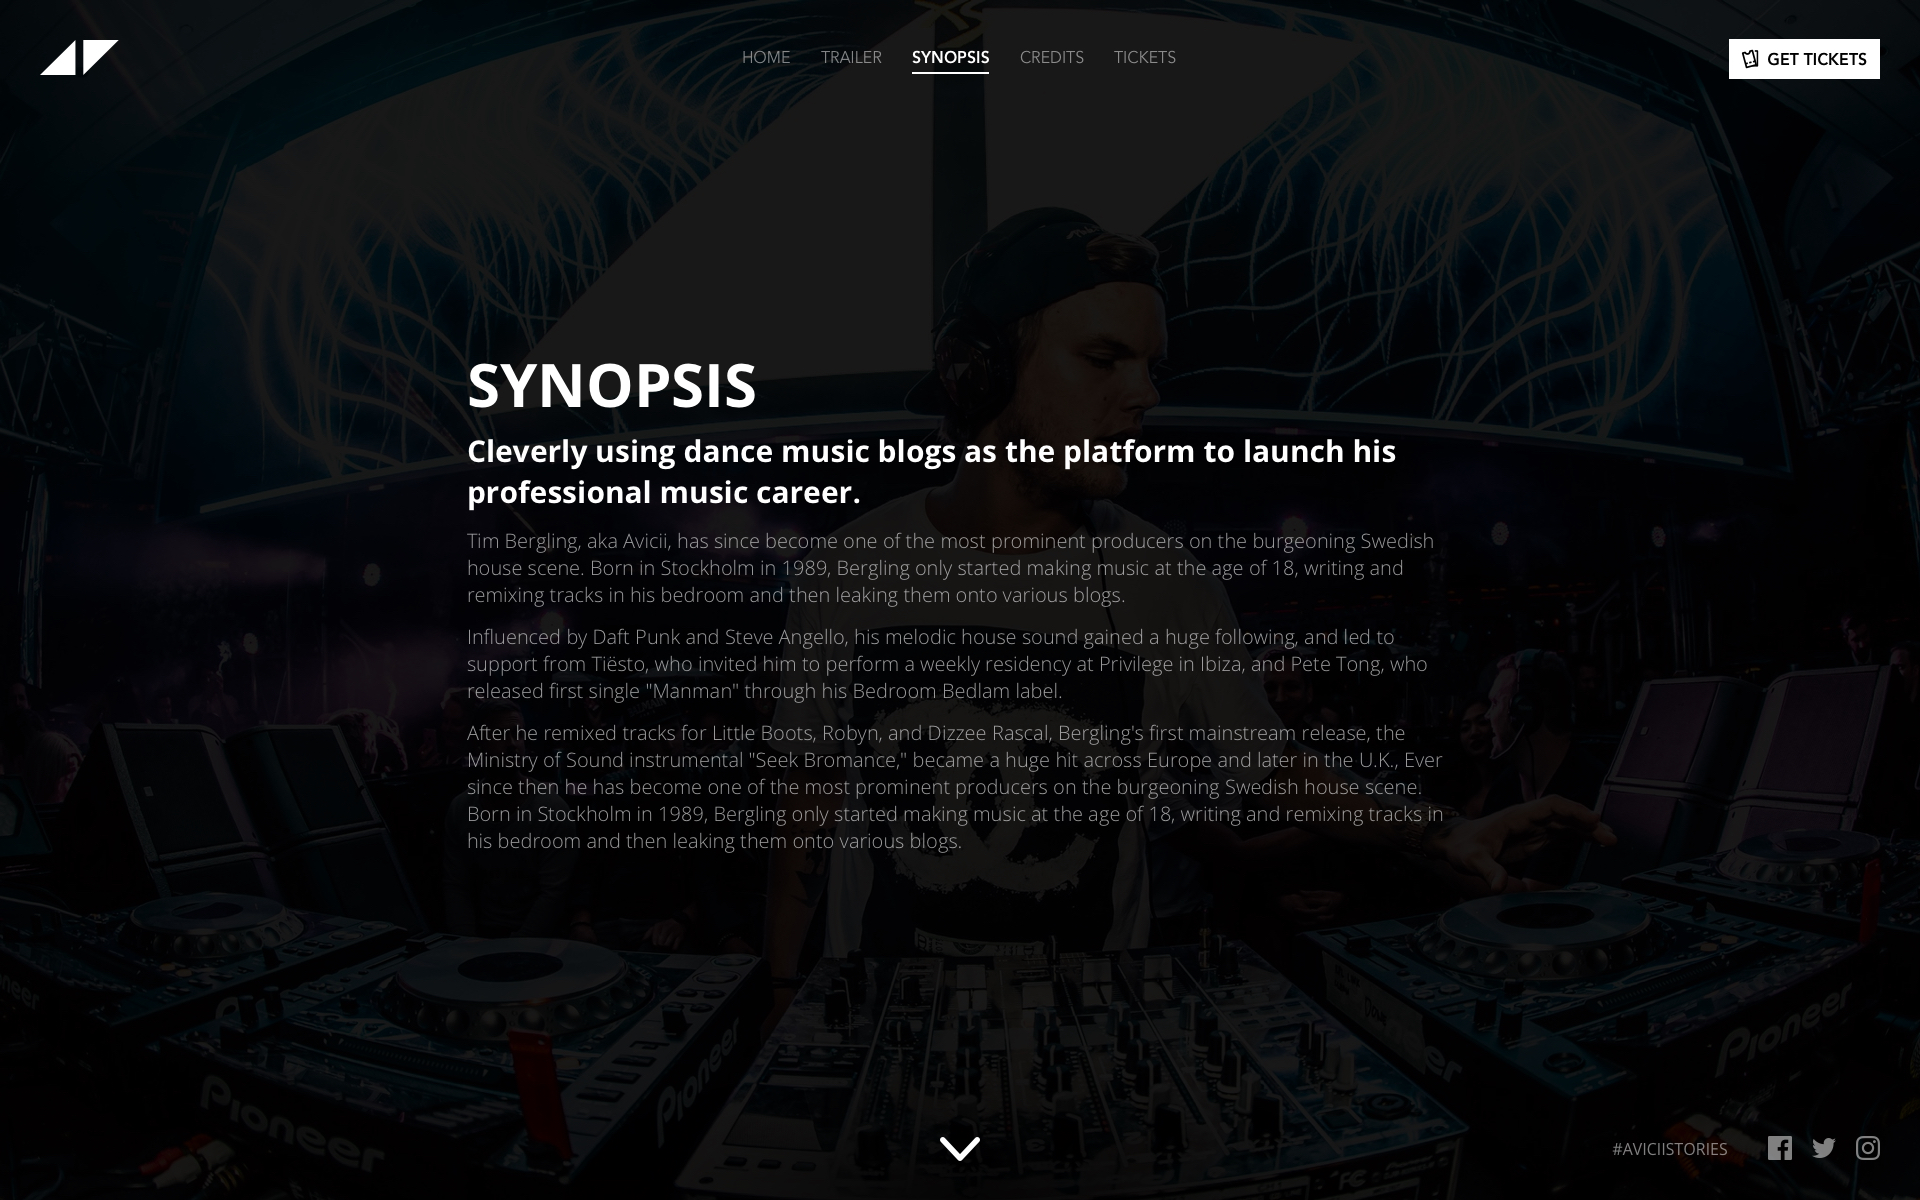 HOME TRAILER SYNOPSIS CREDITS TICKETS
GET TICKETS
SYNOPSIS
Cleverly using dance music blogs as the platform to launch his
professional music career.
Tim Bergling, aka Avicii, has since become one of the most prominent producers on the burgeoning Swedish
house scene. Born in Stockholm in 1989, Bergling only started making music at the age of 18, writing and
remixing tracks in his bedroom and then leaking them onto various blogs.
Influenced by Daft Punk and Steve Angello, his melodic house sound gained a huge following, and led to
support from Tiësto, who invited him to perform a weekly residency at Privilege in Ibiza, and Pete Tong, who
released first single "Manman" through his Bedroom Bedlam label.
After he remixed tracks for Little Boots, Robyn, and Dizzee Rascal, Bergling's first mainstream release, the
Ministry of Sound instrumental "Seek Bromance," became a huge hit across Europe and later in the U.K., Ever
since then he has become one of the most prominent producers on the burgeoning Swedish house scene.
Born in Stockholm in 1989, Bergling only started making music at the age of 18, writing and remixing tracks in
his bedroom and then leaking them onto various blogs.
Pioneer
Pioneer
Pioneer
#AVICIISTORIES